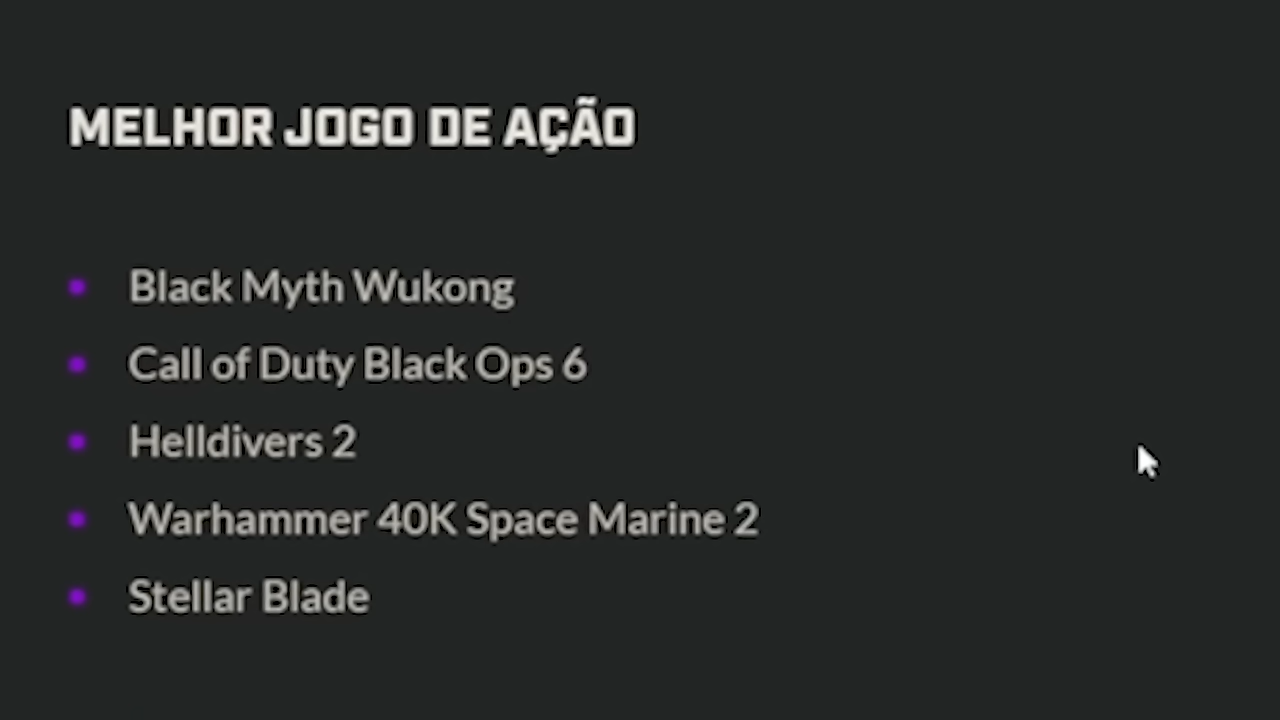 MELHOR JOGO DE AÇÃO
Black Myth Wukong
Call of Duty Black Ops 6
Helldivers 2
Warhammer 40K Space Marine 2
Stellar Blade